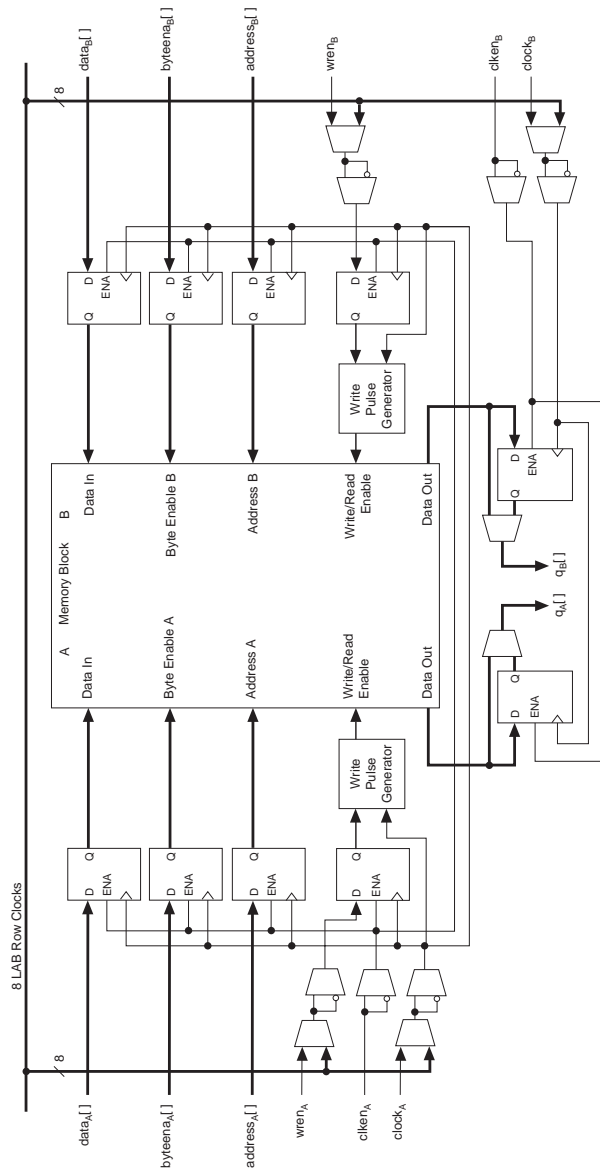 8 LAB Row Clocks
8
8
data_A[ ]
byteena_A[ ]
address_A[ ]
wren_A
clken_A
clock_A
D Q
ENA
D Q
ENA
D Q
ENA
D Q
ENA
Write
Pulse
Generator
A Memory Block B
Data In
Byte Enable A
Address A
Write/Read
Enable
Data Out
Data In
Byte Enable B
Address B
Write/Read
Enable
Data Out
Write
Pulse
Generator
Q D
ENA
Q D
ENA
Q D
ENA
Q D
ENA
data_B[ ]
byteena_B[ ]
address_B[ ]
wren_B
clken_B
clock_B
D Q
ENA
q_A[ ]
q_B[ ]
Q D
ENA